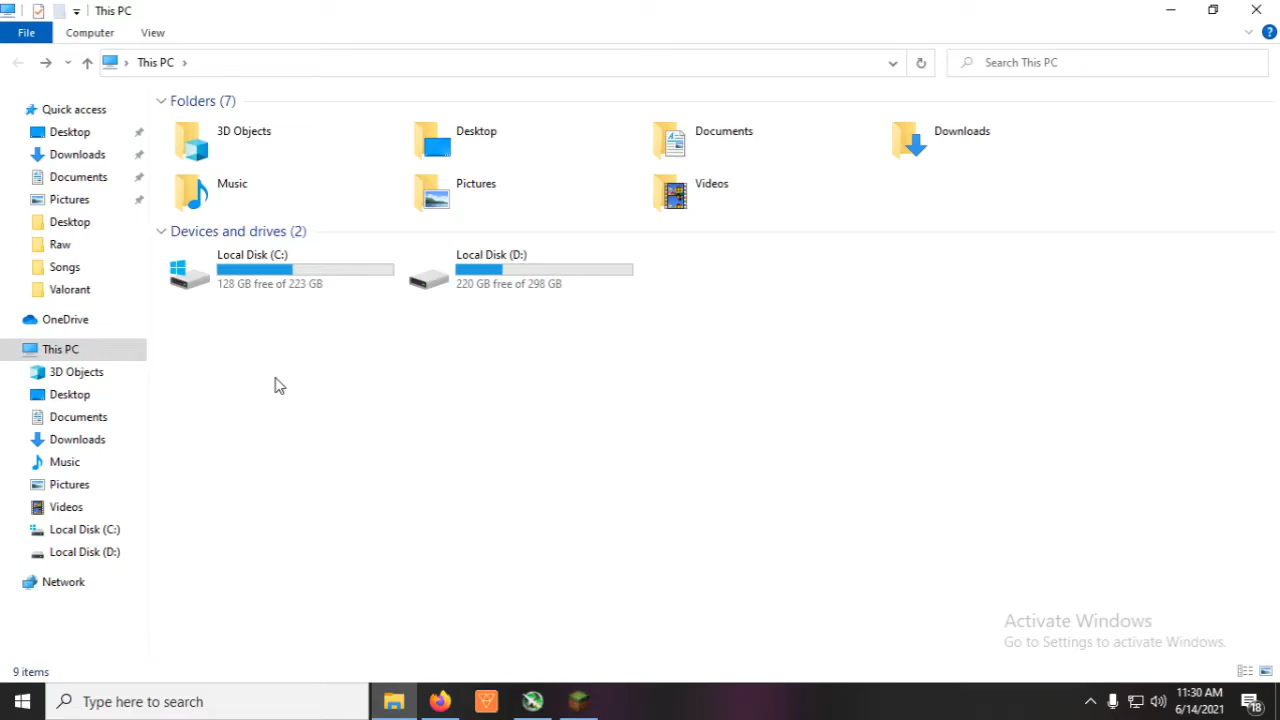 This PC
File
Computer
View
This PC
Search This PC
Quick access
Desktop
Downloads
Documents
Pictures
Desktop
Raw
Songs
Valorant
OneDrive
This PC
3D Objects
Desktop
Documents
Downloads
Music
Pictures
Videos
Local Disk (C:)
Local Disk (D:)
Network
Folders (7)
3D Objects
Desktop
Documents
Downloads
Music
Pictures
Videos
Devices and drives (2)
Local Disk (C:)
128 GB free of 223 GB
Local Disk (D:)
220 GB free of 298 GB
Activate Windows
Go to Settings to activate Windows.
9 items
Type here to search
11:30 AM
6/14/2021
18